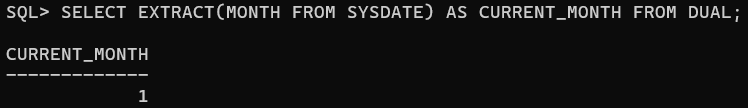 SQL> SELECT EXTRACT(MONTH FROM SYSDATE) AS CURRENT_MONTH FROM DUAL;
CURRENT_MONTH
-------------
1